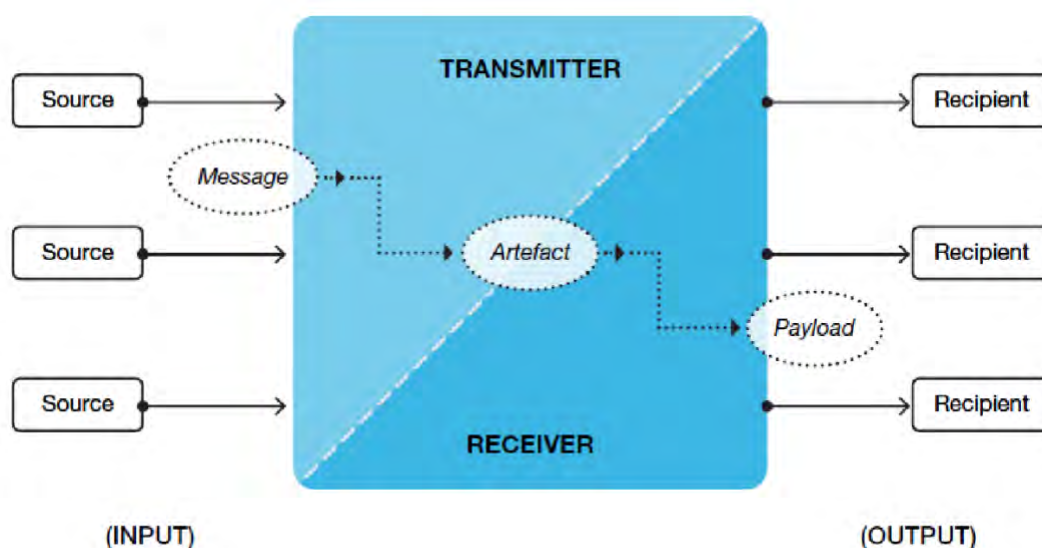 TRANSMITTER
Source
Recipient
Message
Source
Artefact
Recipient
Payload
Source
Recipient
RECEIVER
(INPUT)
(OUTPUT)